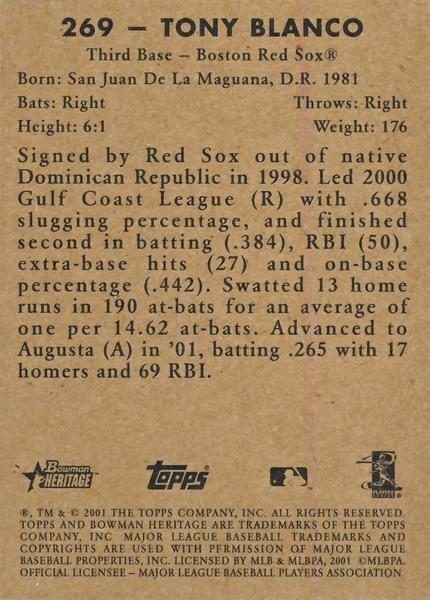 269 – TONY BLANCO
Third Base – Boston Red Sox®
Born: San Juan De La Maguana, D.R. 1981
Bats: Right Throws: Right
Height: 6:1 Weight: 176
Signed by Red Sox out of native
Dominican Republic in 1998. Led 2000
Gulf Coast League (R) with .668
slugging percentage, and finished
second in batting (.384), RBI (50),
extra-base hits (27) and on-base
percentage (.442). Swatted 13 home
runs in 190 at-bats for an average of
one per 14.62 at-bats. Advanced to
Augusta (A) in '01, batting .265 with 17
homers and 69 RBI.
Bowman
HERITAGE
Topps
PLAYERS
CHOICE
®, TM & © 2001 THE TOPPS COMPANY, INC. ALL RIGHTS RESERVED.
TOPPS AND BOWMAN HERITAGE ARE TRADEMARKS OF THE TOPPS
COMPANY, INC MAJOR LEAGUE BASEBALL TRADEMARKS AND
COPYRIGHTS ARE USED WITH PERMISSION OF MAJOR LEAGUE
BASEBALL PROPERTIES, INC. LICENSED BY MLB & MLBPA, 2001 ©MLBPA.
OFFICIAL LICENSEE – MAJOR LEAGUE BASEBALL PLAYERS ASSOCIATION.